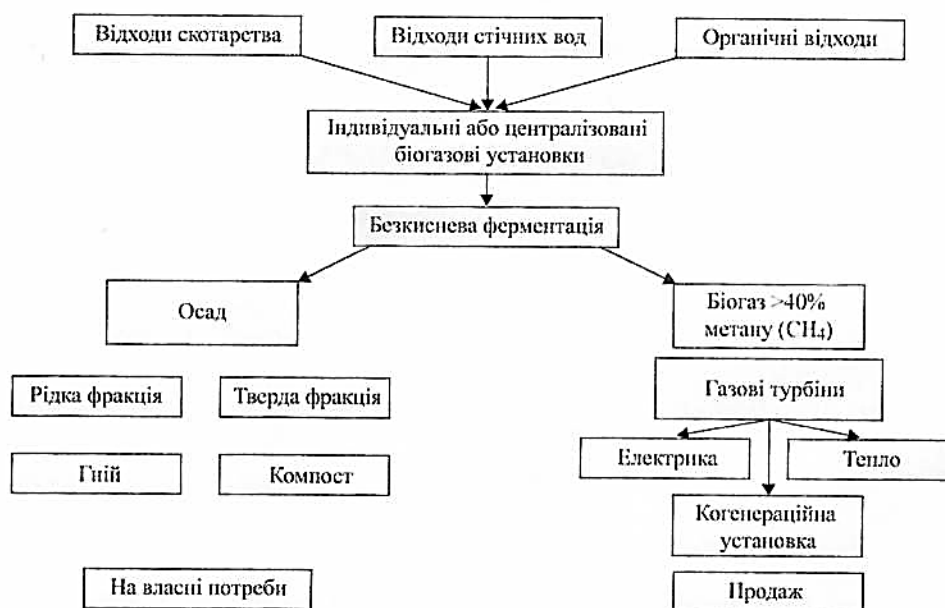 Відходи скотарства
Відходи стічних вод
Органічні відходи
Індивідуальні або централізовані
біогазові установки
Безкиснева ферментація
Осад
Біогаз >40%
метану (CH₄)
Рідка фракція
Тверда фракція
Газові турбіни
Гній
Компост
Електрика
Тепло
Когенераційна
установка
На власні потреби
Продаж